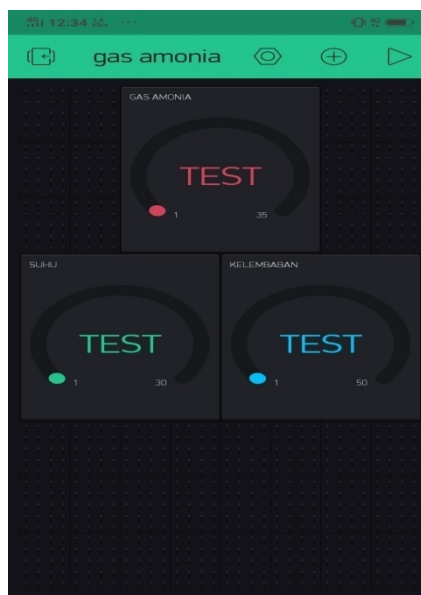 12:34
gas amonia
GAS AMONIA
TEST
1 35
SUHU
KELEMBABAN
TEST
TEST
1 30
1 50